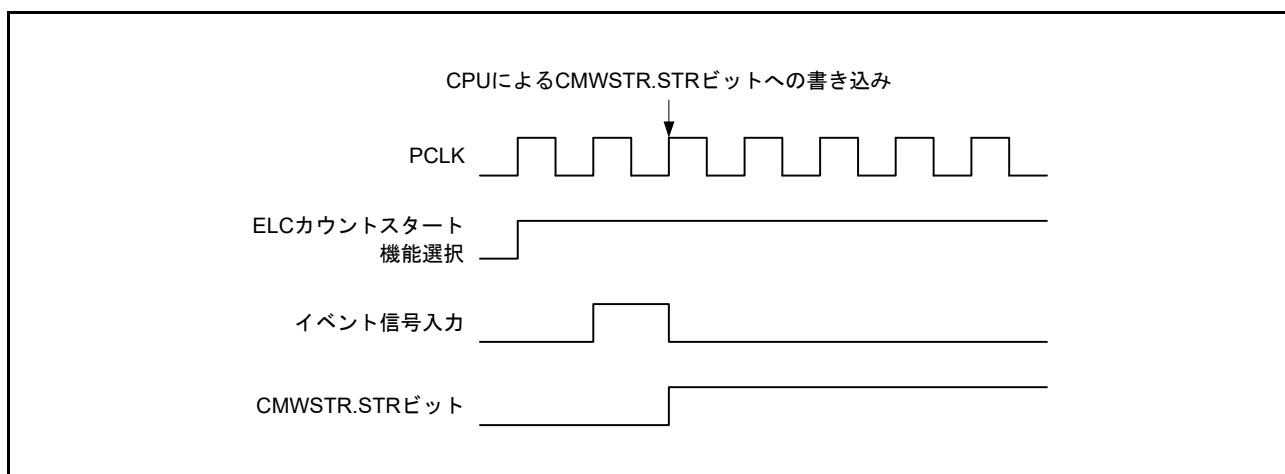 CPUによるCMWSTR.STRビットへの書き込み
PCLK
ELCカウントスタート
機能選択
イベント信号入力
CMWSTR.STRビット